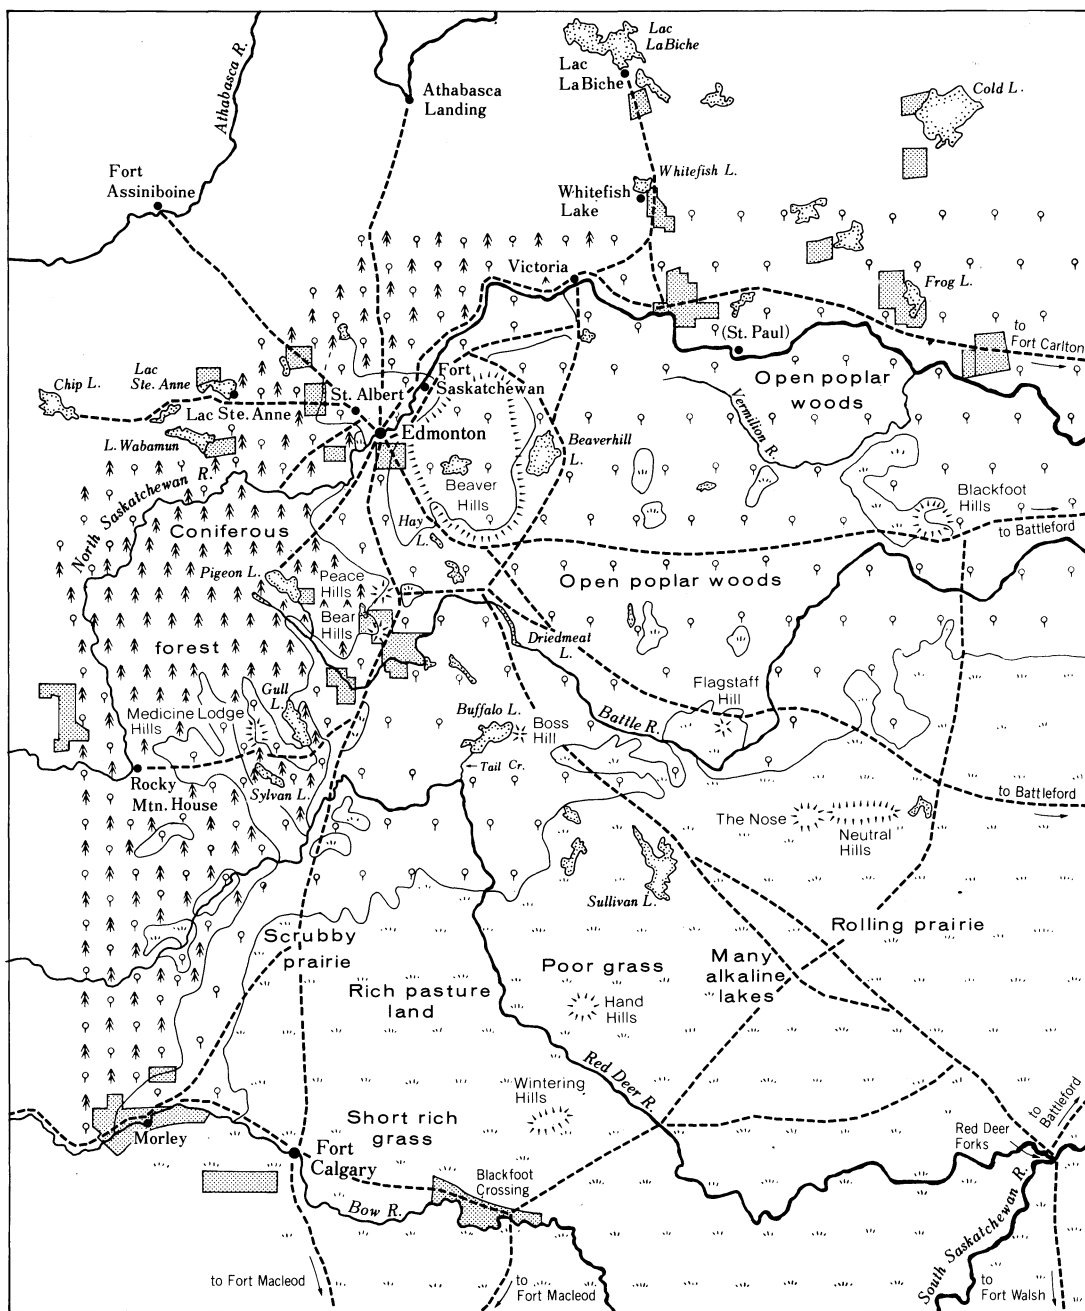 Athabasca R.
Athabasca
Landing
Lac
La Biche
Lac
La Biche
Cold L.
Fort
Assiniboine
Whitefish L.
Whitefish
Lake
Victoria
Frog L.
(St. Paul)
to
Fort Carlton
Chip L.
Lac
Ste. Anne
Lac Ste. Anne
St. Albert
Fort
Saskatchewan
Open poplar
woods
Vermilion R.
L. Wabamun
Edmonton
Beaverhill
L.
Beaver
Hills
Blackfoot
Hills
North Saskatchewan R.
Coniferous
Hay
L.
to Battleford
Pigeon L.
Peace
Hills
Open poplar woods
Bear
Hills
forest
Driedmeat
L.
Gull
L.
Flagstaff
Hill
Medicine Lodge
Hills
Buffalo L.
Boss
Hill
Battle R.
Tail Cr.
Rocky
Mtn. House
Sylvan L.
to Battleford
The Nose
Neutral
Hills
Sullivan L.
Rolling prairie
Scrubby
prairie
Poor grass
Many
alkaline
lakes
Rich pasture
land
Hand
Hills
Red Deer R.
Wintering
Hills
Short rich
grass
Morley
Fort
Calgary
Red Deer
Forks
to
Battleford
Blackfoot
Crossing
Bow R.
South Saskatchewan R.
to Fort Macleod
to
Fort Macleod
to
Fort Walsh